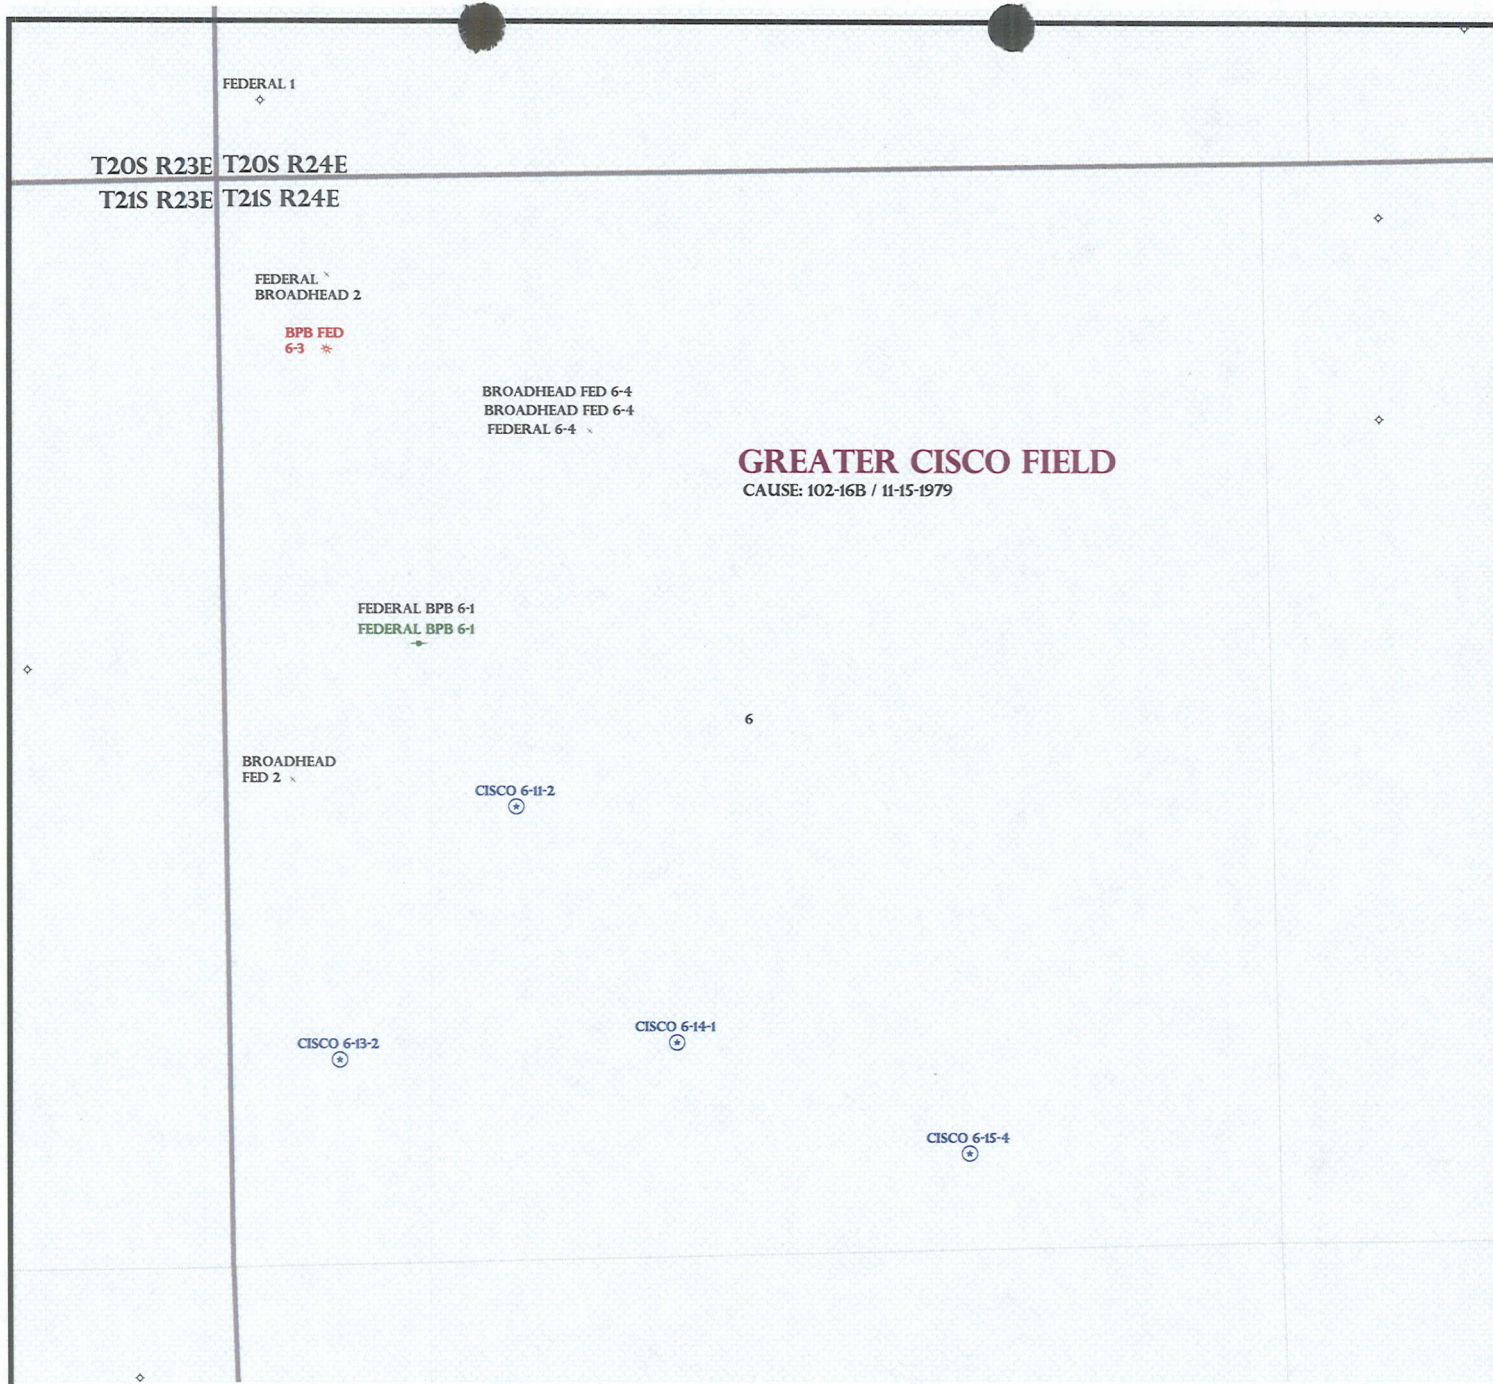 FEDERAL 1
T20S R23E T20S R24E
T21S R23E T21S R24E
FEDERAL
BROADHEAD 2
BPB FED
6-3
BROADHEAD FED 6-4
BROADHEAD FED 6-4
FEDERAL 6-4
GREATER CISCO FIELD
CAUSE: 102-16B / 11-15-1979
FEDERAL BPB 6-1
FEDERAL BPB 6-1
6
BROADHEAD
FED 2
CISCO 6-11-2
CISCO 6-14-1
CISCO 6-13-2
CISCO 6-15-4